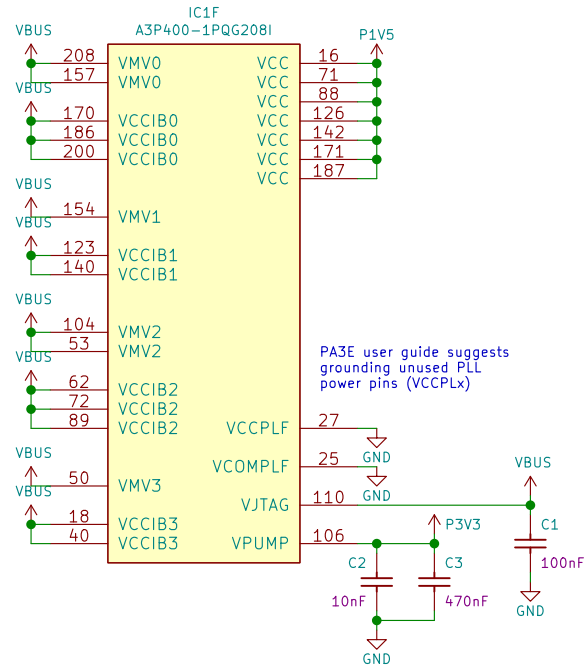 IC1F
A3P400-1PQG208I
VBUS
P1V5
208 VMV0 VCC 16
157 VMV0 VCC 71
VBUS
VCC 88
170 VCCIB0 VCC 126
186 VCCIB0 VCC 142
200 VCCIB0 VCC 171
VCC 187
VBUS
154 VMV1
VBUS
123 VCCIB1
140 VCCIB1
VBUS
104 VMV2
53 VMV2
PA3E user guide suggests
grounding unused PLL
power pins (VCCPLx)
VBUS
62 VCCIB2
72 VCCIB2
89 VCCIB2 VCCPLF 27
GND
VBUS
VCOMPLF 25
GND
VBUS
50 VMV3
VJTAG 110
VBUS
18 VCCIB3
P3V3
C1
40 VCCIB3 VPUMP 106
C2
C3
100nF
10nF
470nF
GND
GND